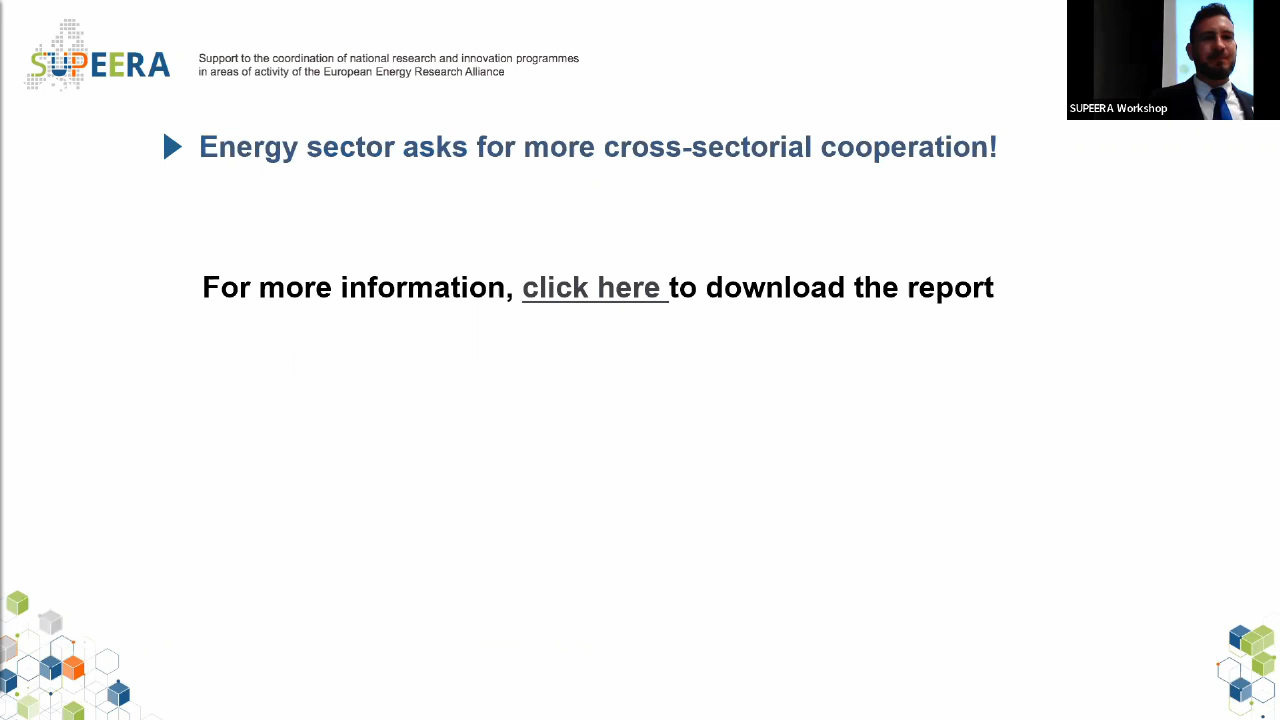 SUPEERA
Support to the coordination of national research and innovation programmes
in areas of activity of the European Energy Research Alliance
SUPEERA Workshop
Energy sector asks for more cross-sectorial cooperation!
For more information, click here to download the report